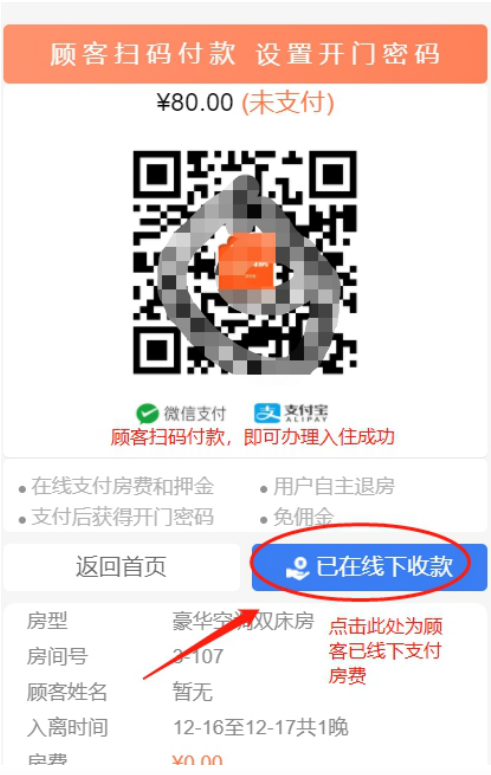 顾客扫码付款 设置开门密码
¥80.00 (未支付)
微信支付 支付宝
ALIPAY
顾客扫码付款，即可办理入住成功
在线支付房费和押金 用户自主退房
支付后获得开门密码 免佣金
返回首页 已在线下收款
房型 豪华空调双床房
房间号 3-107
点击此处为顾
客已线下支付
房费
顾客姓名 暂无
入离时间 12-16至12-17共1晚
房费 ¥0.00